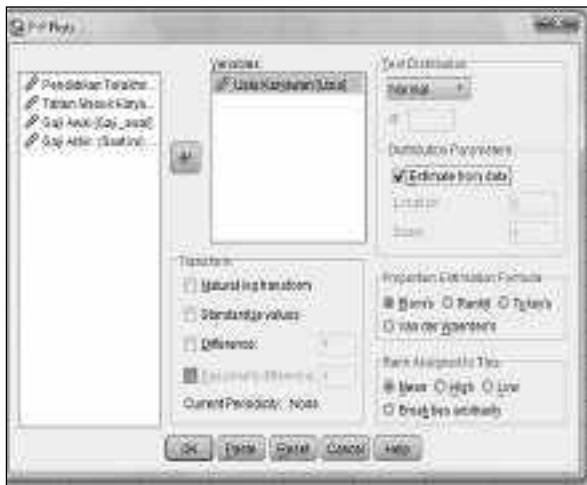 P-P Plots
Variables:
Pendidikan Terakhir...
Tahun Masuk Karya...
Gaji Awal [Gaji_awal]
Gaji Akhir
Usia Karyawan [Usia]
Test Distribution
Normal
df:
Distribution Parameters
Estimate from data
Location:
Scale:
Transform
Natural log transform
Standardize values
Difference:
Seasonally difference:
Current Periodicity: None
Proportion Estimation Formula
Blom's Rankit Tukey's
Van der Waerden's
Rank Assigned to Ties
Mean High Low
Break ties arbitrarily
OK Paste Reset Cancel Help